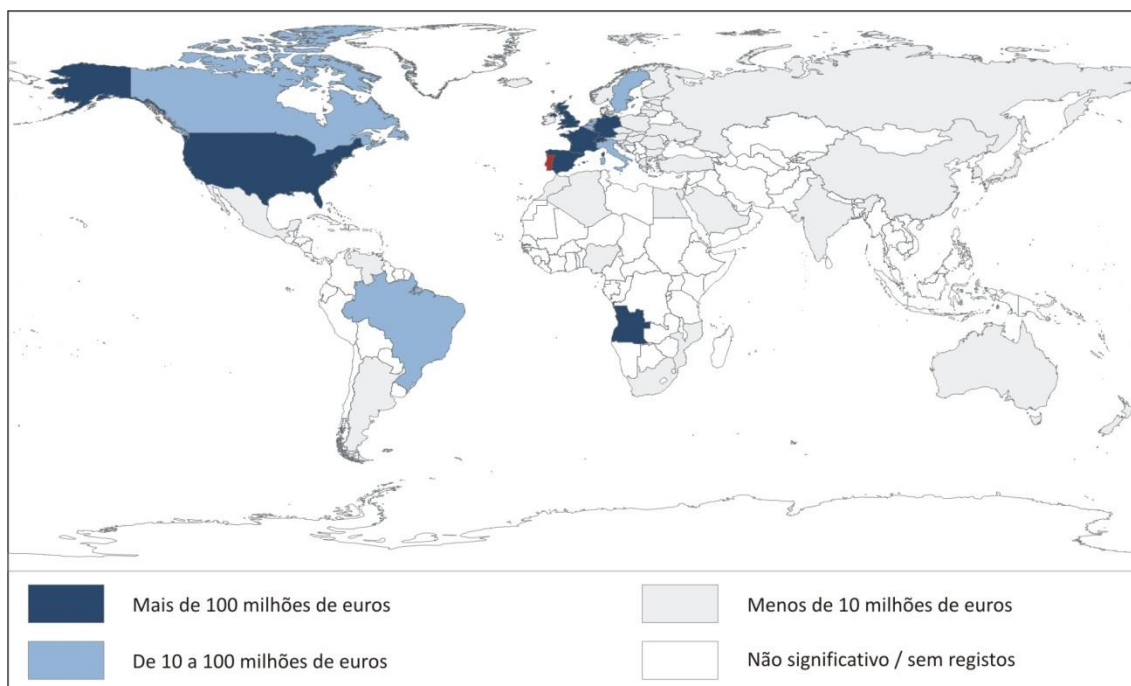 Mais de 100 milhões de euros
De 10 a 100 milhões de euros
Menos de 10 milhões de euros
Não significativo / sem registos